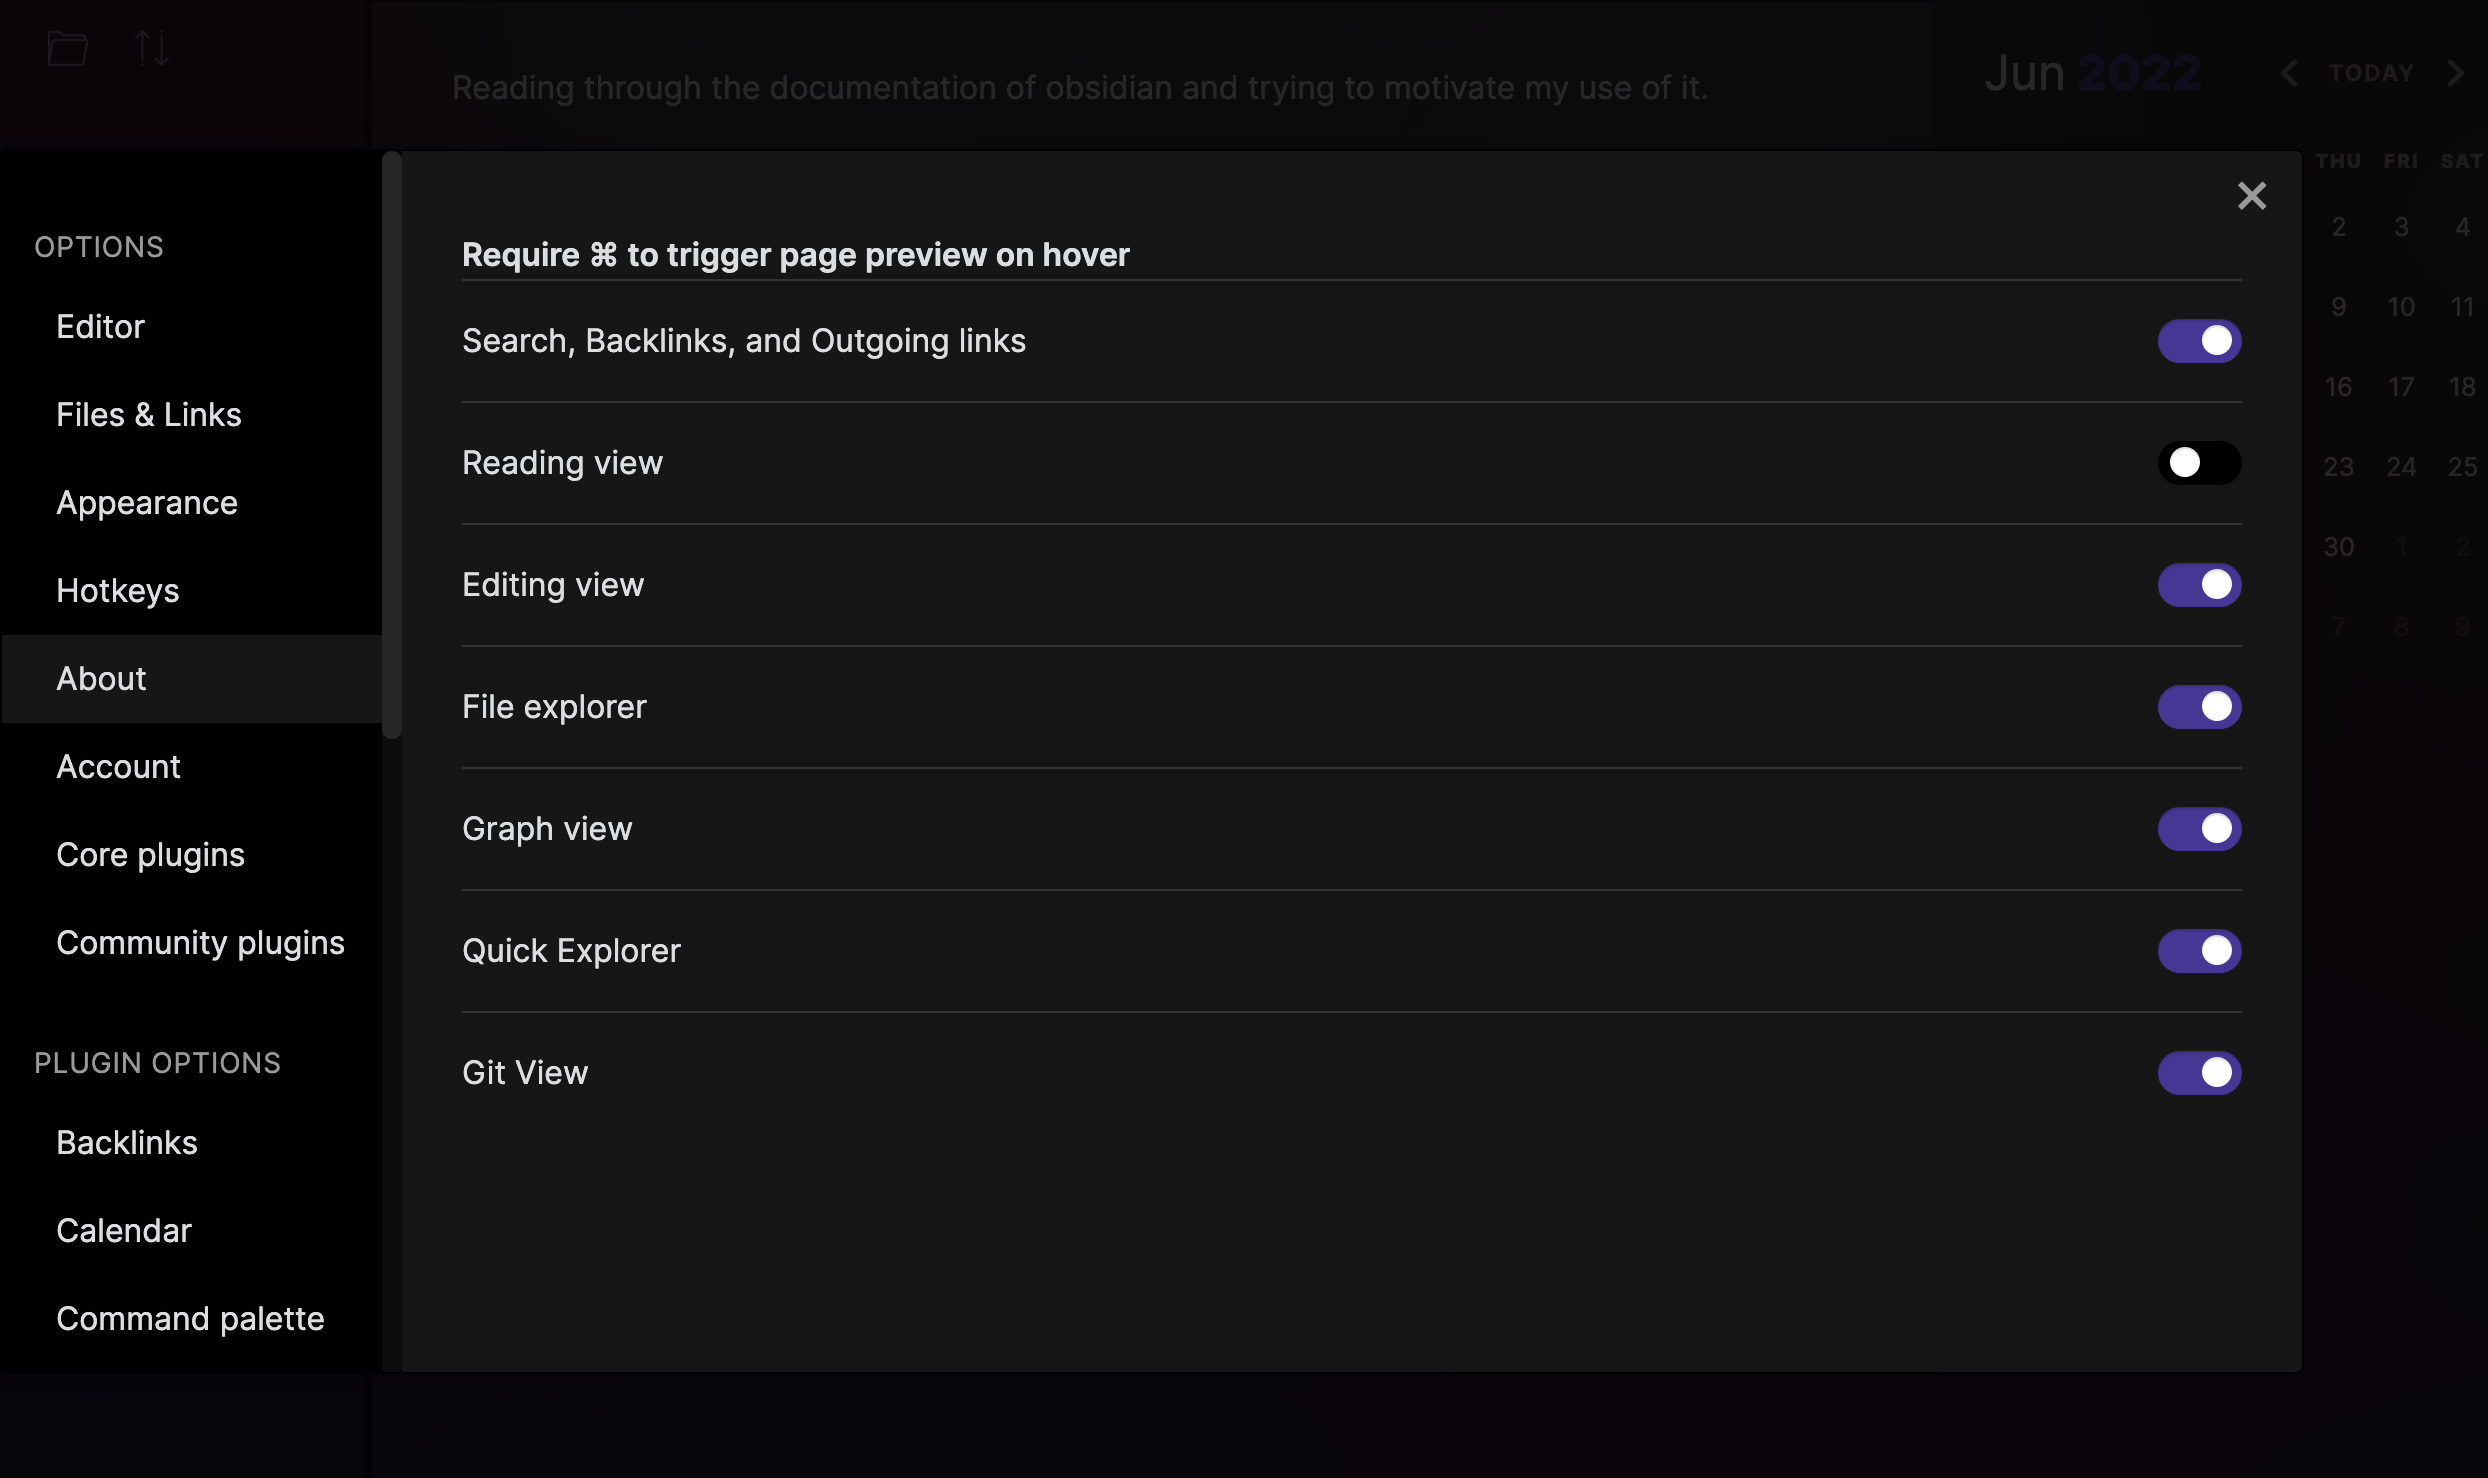 Reading through the documentation of obsidian and trying to motivate my use of it.
Jun 2022
TODAY
THU FRI SAT
2 3 4
9 10 11
16 17 18
23 24 25
30 1 2
7 8 9
OPTIONS
Editor
Files & Links
Appearance
Hotkeys
About
Account
Core plugins
Community plugins
PLUGIN OPTIONS
Backlinks
Calendar
Command palette
Require ⌘ to trigger page preview on hover
Search, Backlinks, and Outgoing links
Reading view
Editing view
File explorer
Graph view
Quick Explorer
Git View